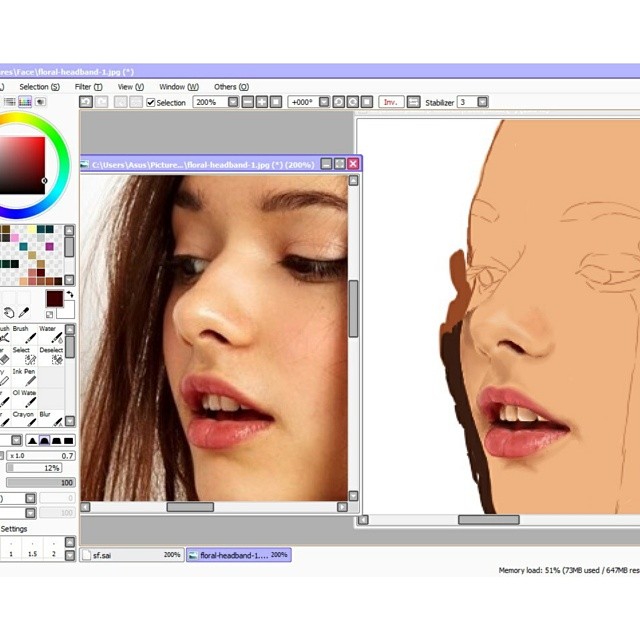 res\Face\floral-headband-1.jpg (*)
Selection (S) Filter (T) View (V) Window (W) Others (O)
Selection 200% +000° Inv. Stabilizer 3
C:\Users\Asus\Picture...\floral-headband-1.jpg (*) (200%)
Brush Water
Select Deselect
Ink Pen
Oil Wate
Crayon Blur
x 1.0 0.7
12%
100
0
100
Settings
1 1.5 2
sf.sai 200% floral-headband-1.... 200%
Memory load: 51% (73MB used / 647MB res